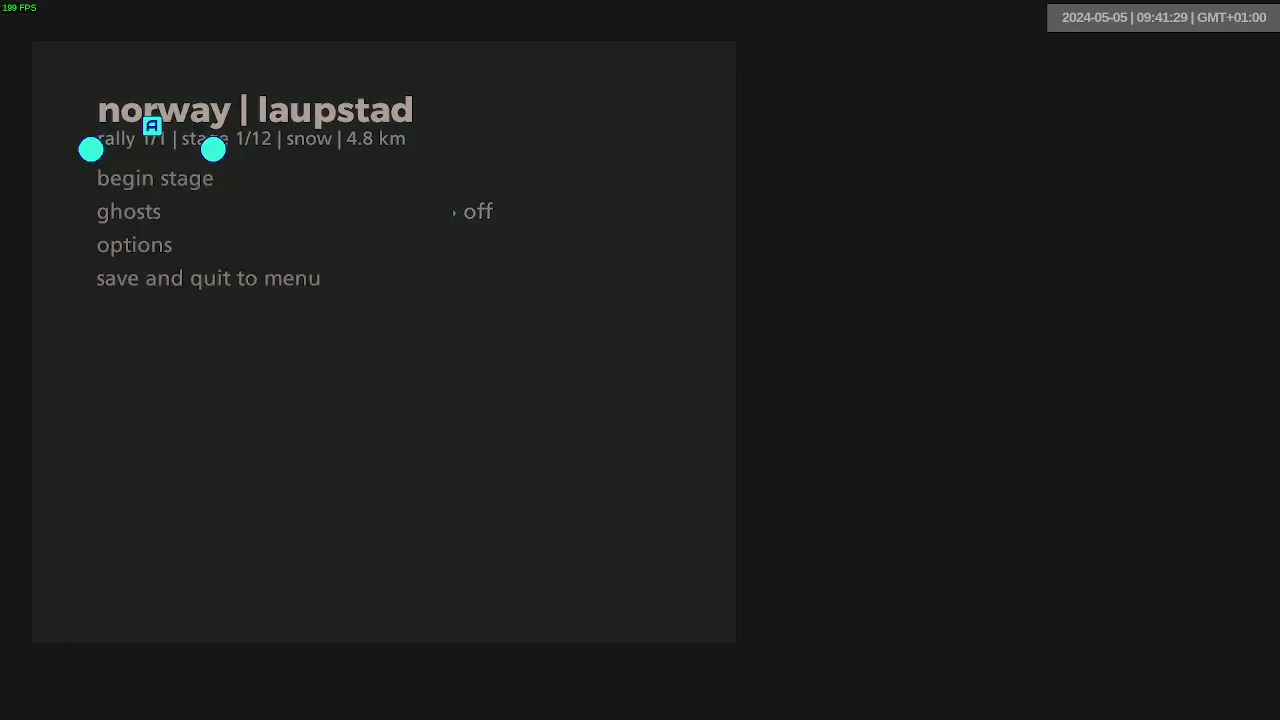 199 FPS
2024-05-05 | 09:41:29 | GMT+01:00
norway | laupstad
A
rally 1/1 | stage 1/12 | snow | 4.8 km
begin stage
ghosts › off
options
save and quit to menu